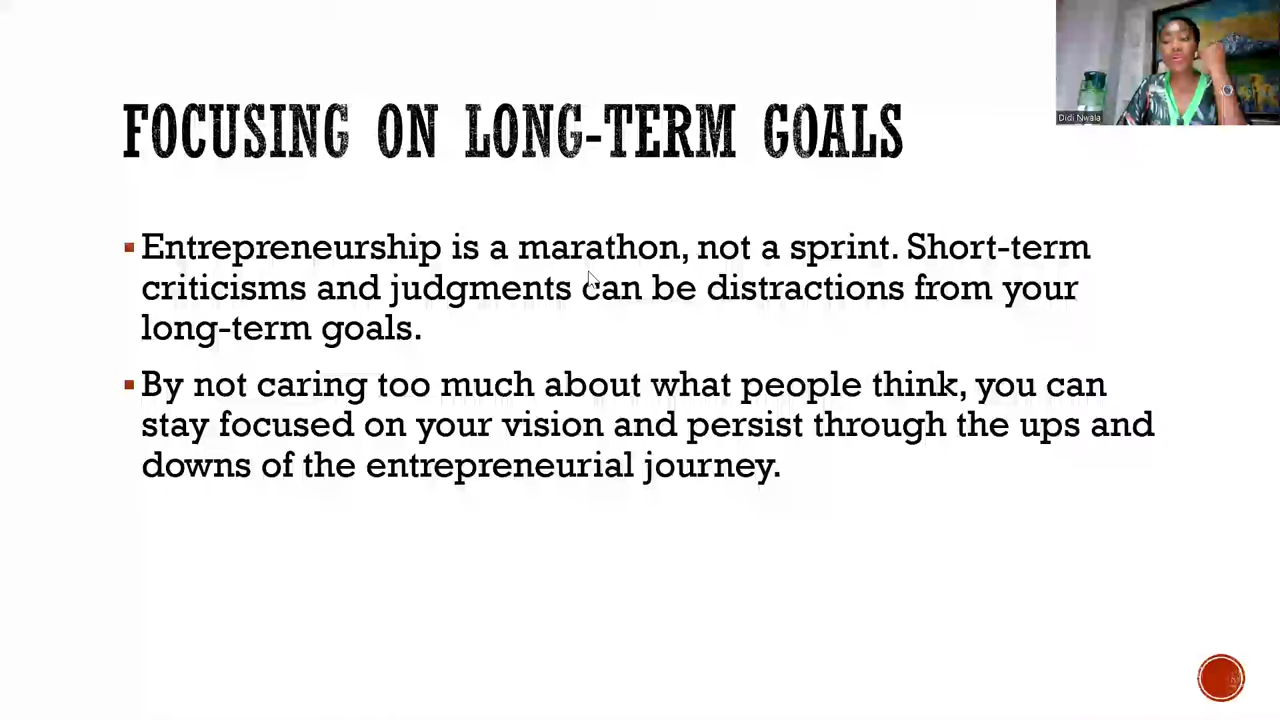 Didi Nwala
FOCUSING ON LONG-TERM GOALS
Entrepreneurship is a marathon, not a sprint. Short-term
criticisms and judgments can be distractions from your
long-term goals.
By not caring too much about what people think, you can
stay focused on your vision and persist through the ups and
downs of the entrepreneurial journey.